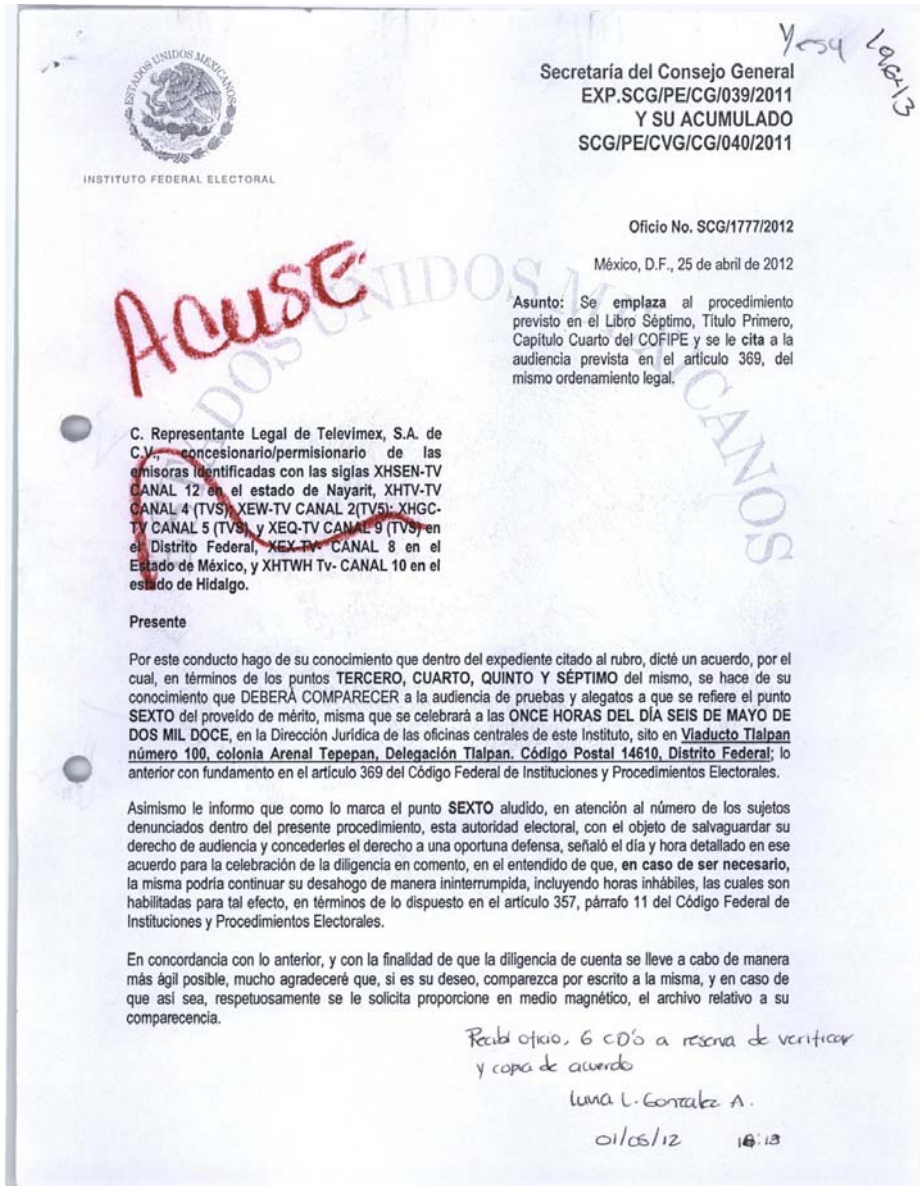 Yesy
ESTADOS UNIDOS MEXICANOS
INSTITUTO FEDERAL ELECTORAL
Secretaría del Consejo General
EXP.SCG/PE/CG/039/2011
Y SU ACUMULADO
SCG/PE/CVG/CG/040/2011
Oficio No. SCG/1777/2012
México, D.F., 25 de abril de 2012
ACUSE
ESTADOS UNIDOS MEXICANOS
Asunto: Se emplaza al procedimiento
previsto en el Libro Séptimo, Titulo Primero,
Capítulo Cuarto del COFIPE y se le cita a la
audiencia prevista en el artículo 369, del
mismo ordenamiento legal.
C. Representante Legal de Televimex, S.A. de
C.V., concesionario/permisionario de las
emisoras identificadas con las siglas XHSEN-TV
CANAL 12 en el estado de Nayarit, XHTV-TV
CANAL 4 (TVS); XEW-TV CANAL 2(TV5); XHGC-
TV CANAL 5 (TVS), y XEQ-TV CANAL 9 (TVS) en
el Distrito Federal, XEX-TV- CANAL 8 en el
Estado de México, y XHTWH Tv- CANAL 10 en el
estado de Hidalgo.
Presente
Por este conducto hago de su conocimiento que dentro del expediente citado al rubro, dicté un acuerdo, por el
cual, en términos de los puntos TERCERO, CUARTO, QUINTO Y SÉPTIMO del mismo, se hace de su
conocimiento que DEBERÁ COMPARECER a la audiencia de pruebas y alegatos a que se refiere el punto
SEXTO del proveído de mérito, misma que se celebrará a las ONCE HORAS DEL DÍA SEIS DE MAYO DE
DOS MIL DOCE, en la Dirección Jurídica de las oficinas centrales de este Instituto, sito en Viaducto Tlalpan
número 100, colonia Arenal Tepepan, Delegación Tlalpan. Código Postal 14610, Distrito Federal; lo
anterior con fundamento en el artículo 369 del Código Federal de Instituciones y Procedimientos Electorales.
Asimismo le informo que como lo marca el punto SEXTO aludido, en atención al número de los sujetos
denunciados dentro del presente procedimiento, esta autoridad electoral, con el objeto de salvaguardar su
derecho de audiencia y concederles el derecho a una oportuna defensa, señaló el día y hora detallado en ese
acuerdo para la celebración de la diligencia en comento, en el entendido de que, en caso de ser necesario,
la misma podría continuar su desahogo de manera ininterrumpida, incluyendo horas inhábiles, las cuales son
habilitadas para tal efecto, en términos de lo dispuesto en el artículo 357, párrafo 11 del Código Federal de
Instituciones y Procedimientos Electorales.
En concordancia con lo anterior, y con la finalidad de que la diligencia de cuenta se lleve a cabo de manera
más ágil posible, mucho agradeceré que, si es su deseo, comparezca por escrito a la misma, y en caso de
que así sea, respetuosamente se le solicita proporcione en medio magnético, el archivo relativo a su
comparecencia.
Recibí oficio, 6 CD's a reserva de verificar
y copia de acuerdo
L. Gonzalez A.
01/05/12